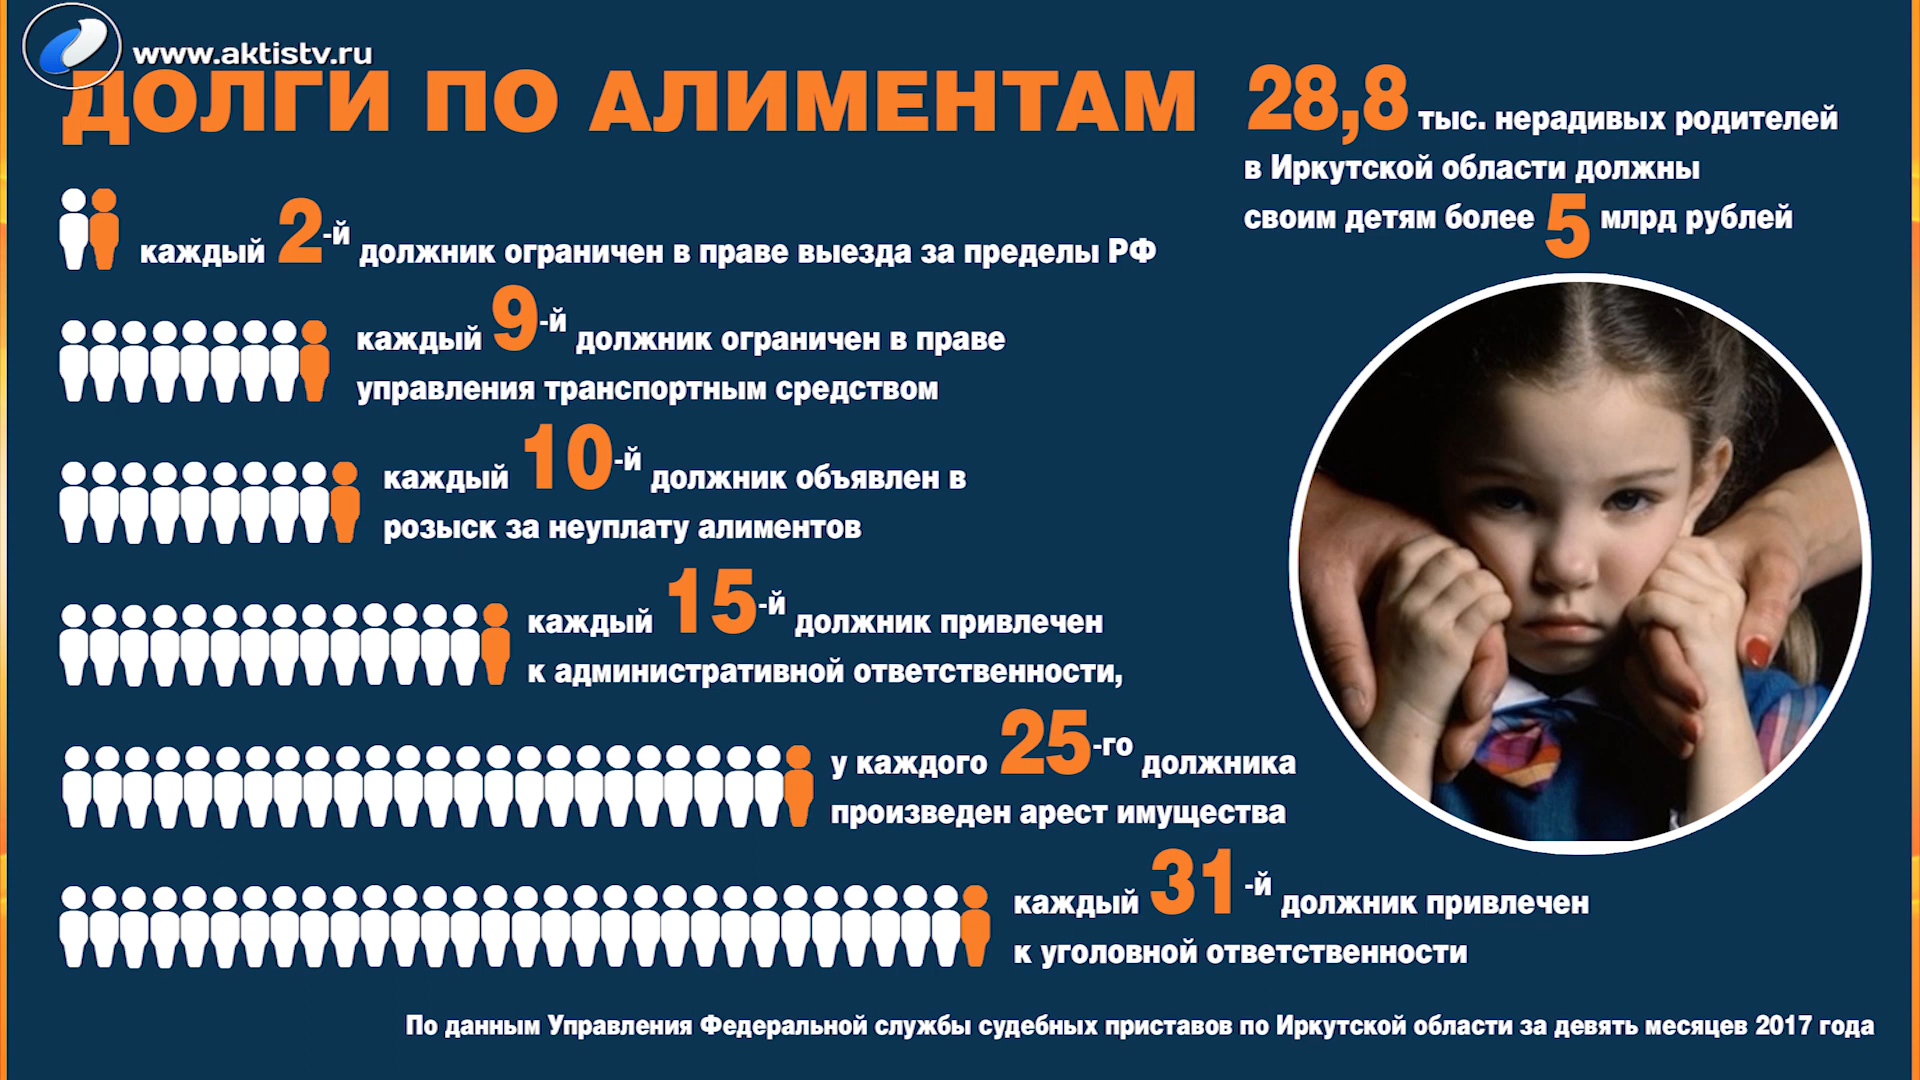 www.aktistv.ru
ДОЛГИ ПО АЛИМЕНТАМ
28,8 тыс. нерадивых родителей
в Иркутской области должны
своим детям более 5 млрд рублей
каждый 2-й должник ограничен в праве выезда за пределы РФ
каждый 9-й должник ограничен в праве
управления транспортным средством
каждый 10-й должник объявлен в
розыск за неуплату алиментов
каждый 15-й должник привлечен
к административной ответственности,
у каждого 25-го должника
произведен арест имущества
каждый 31-й должник привлечен
к уголовной ответственности
По данным Управления Федеральной службы судебных приставов по Иркутской области за девять месяцев 2017 года